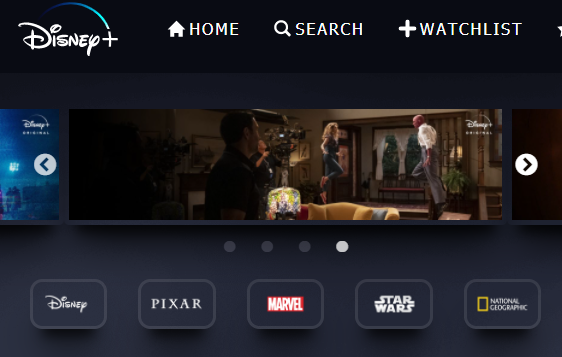 Disney+
HOME
SEARCH
WATCHLIST
Disney+
ORIGINAL
Disney+
ORIGINAL
Disney
PIXAR
MARVEL
STAR
WARS
NATIONAL
GEOGRAPHIC